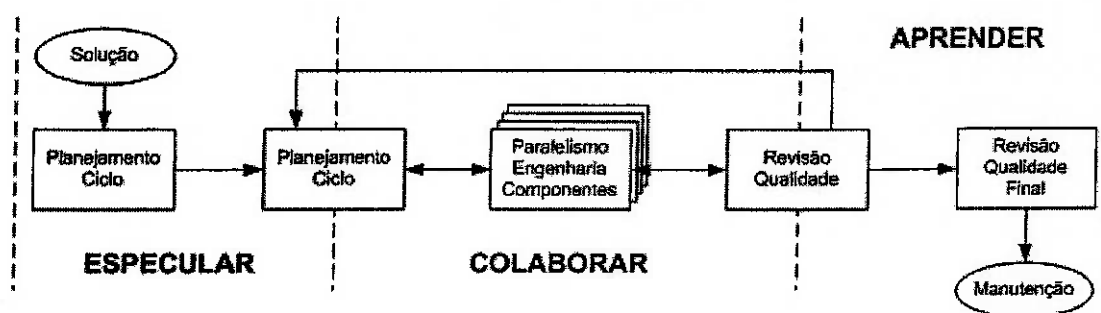 APRENDER
Solução
Planejamento
Ciclo
Planejamento
Ciclo
Paralelismo
Engenharia
Componentes
Revisão
Qualidade
Revisão
Qualidade
Final
ESPECULAR
COLABORAR
Manutenção